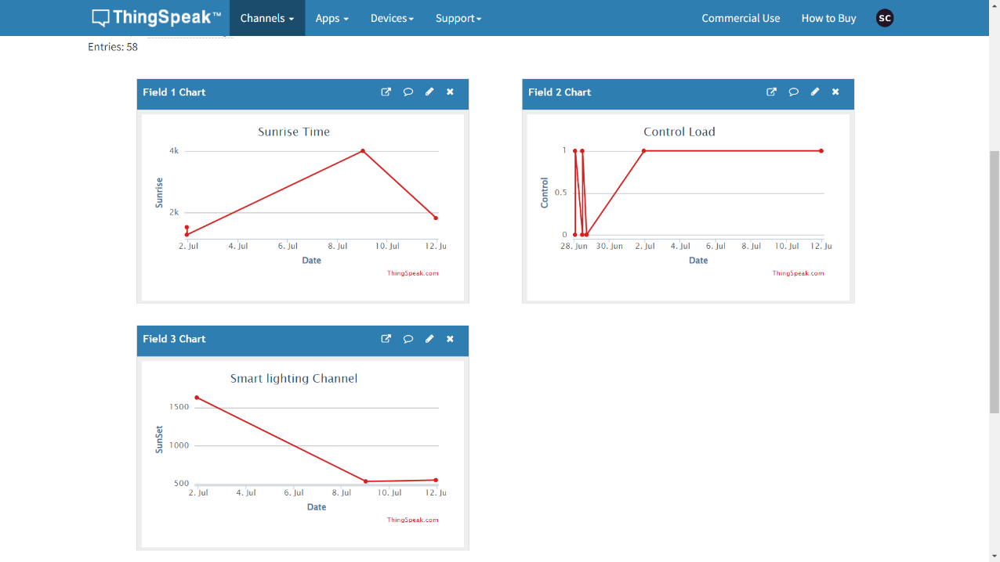 ThingSpeak™ Channels Apps Devices Support Commercial Use How to Buy SC
Entries: 58
Field 1 Chart
Sunrise Time
4k
2k
Sunrise
2. Jul 4. Jul 6. Jul 8. Jul 10. Jul 12. Ju
Date
ThingSpeak.com
Field 2 Chart
Control Load
1
0.5
0
Control
28. Jun 30. Jun 2. Jul 4. Jul 6. Jul 8. Jul 10. Jul 12. Ju
Date
ThingSpeak.com
Field 3 Chart
Smart lighting Channel
1500
1000
500
SunSet
2. Jul 4. Jul 6. Jul 8. Jul 10. Jul 12. Ju
Date
ThingSpeak.com